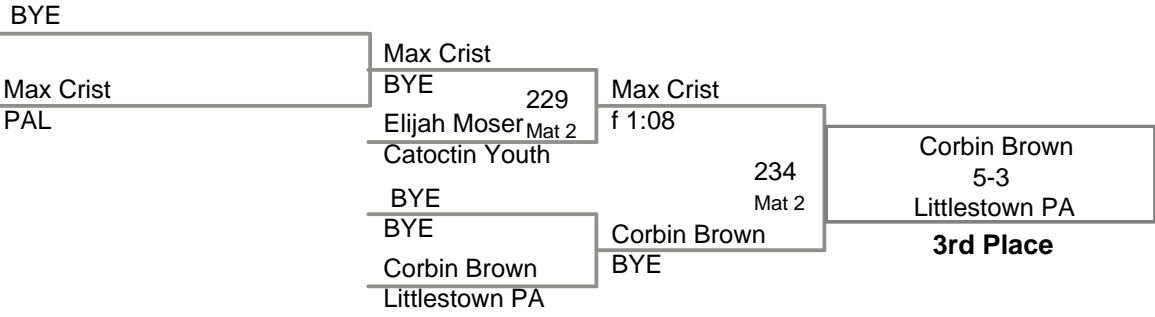 BYE
Max Crist
PAL
Max Crist
BYE
229
Elijah Moser Mat 2
Catoctin Youth
BYE
BYE
Corbin Brown
Littlestown PA
Max Crist
f 1:08
234
Mat 2
Corbin Brown
BYE
Corbin Brown
5-3
Littlestown PA
3rd Place